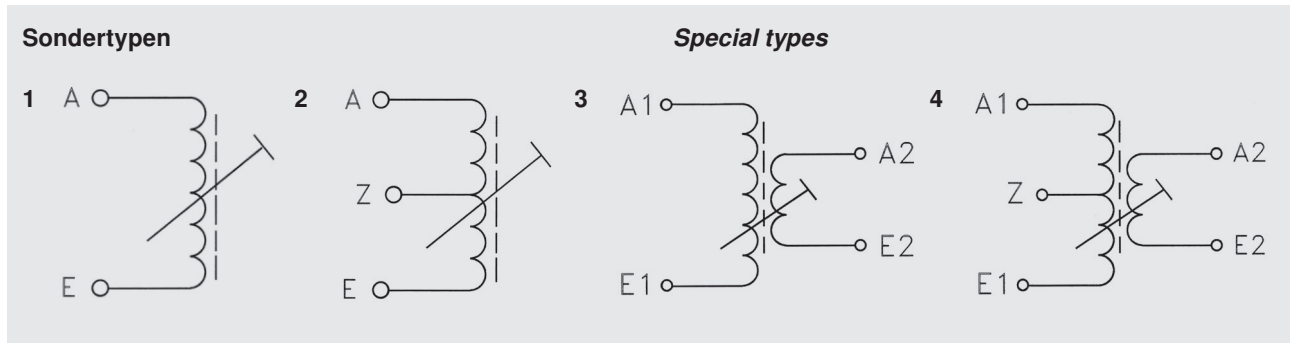 Sondertypen Special types
1 A 2 A 3 A1 4 A1
A2 A2
Z Z
E2 E2
E E E1 E1